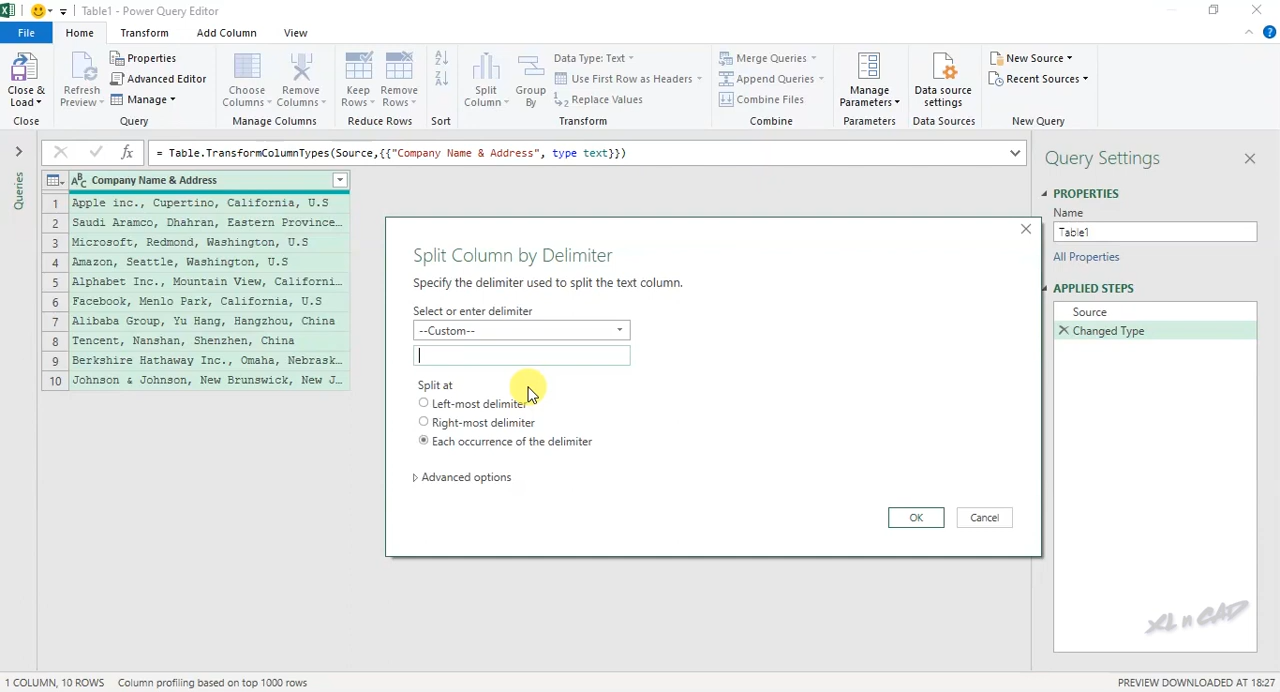 Table1 - Power Query Editor
File Home Transform Add Column View
Close & Load
Refresh Preview
Properties
Advanced Editor
Manage
Choose Columns
Remove Columns
Keep Rows
Remove Rows
Split Column
Group By
Data Type: Text
Use First Row as Headers
Replace Values
Merge Queries
Append Queries
Combine Files
Manage Parameters
Data source settings
New Source
Recent Sources
Close Query Manage Columns Reduce Rows Sort Transform Combine Parameters Data Sources New Query
= Table.TransformColumnTypes(Source,{{"Company Name & Address", type text}})
Queries
Company Name & Address
1 Apple inc., Cupertino, California, U.S
2 Saudi Aramco, Dhahran, Eastern Province...
3 Microsoft, Redmond, Washington, U.S
4 Amazon, Seattle, Washington, U.S
5 Alphabet Inc., Mountain View, Californi...
6 Facebook, Menlo Park, California, U.S
7 Alibaba Group, Yu Hang, Hangzhou, China
8 Tencent, Nanshan, Shenzhen, China
9 Berkshire Hathaway Inc., Omaha, Nebrask...
10 Johnson & Johnson, New Brunswick, New J...
Split Column by Delimiter
Specify the delimiter used to split the text column.
Select or enter delimiter
--Custom--
Split at
Left-most delimiter
Right-most delimiter
Each occurrence of the delimiter
Advanced options
OK Cancel
Query Settings
PROPERTIES
Name
Table1
All Properties
APPLIED STEPS
Source
Changed Type
XL n CAD
1 COLUMN, 10 ROWS Column profiling based on top 1000 rows
PREVIEW DOWNLOADED AT 18:27